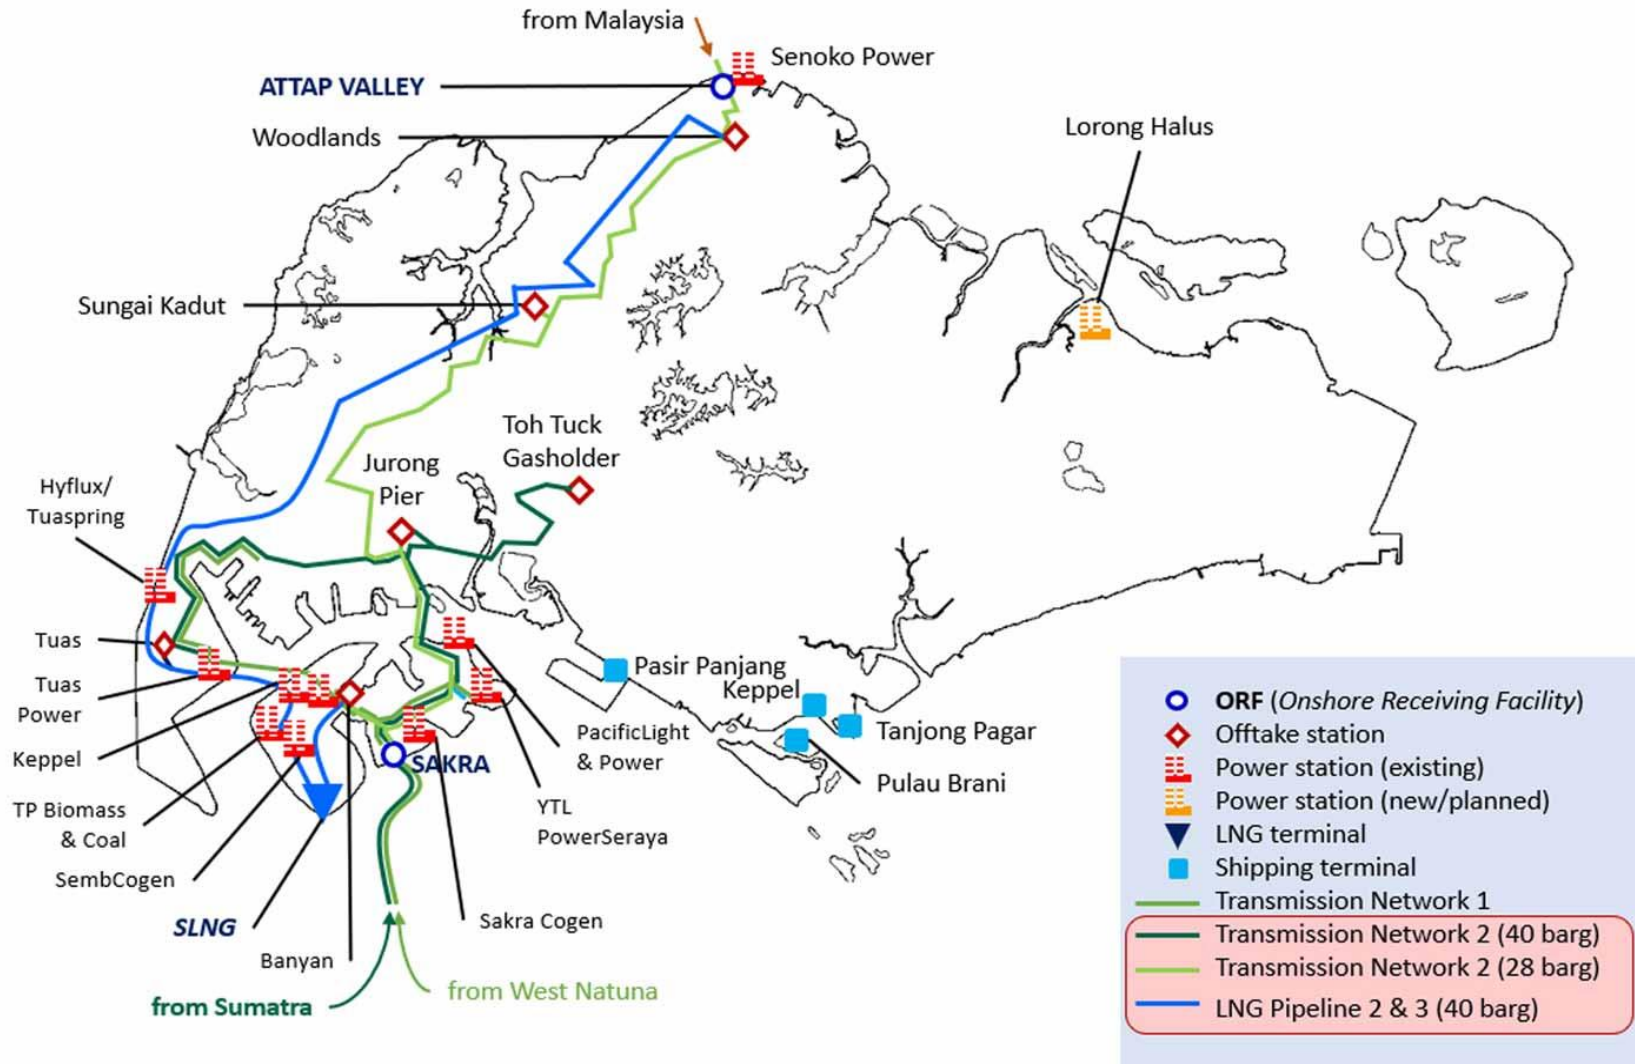 from Malaysia
Senoko Power
ATTAP VALLEY
Woodlands
Lorong Halus
Sungai Kadut
Toh Tuck
Gasholder
Jurong
Pier
Hyflux/
Tuaspring
Tuas
Tuas
Power
Keppel
TP Biomass
& Coal
SembCogen
SLNG
Banyan
from Sumatra
from West Natuna
Sakra Cogen
SAKRA
YTL
PowerSeraya
PacificLight
& Power
Pasir Panjang
Keppel
Tanjong Pagar
Pulau Brani
ORF (Onshore Receiving Facility)
Offtake station
Power station (existing)
Power station (new/planned)
LNG terminal
Shipping terminal
Transmission Network 1
Transmission Network 2 (40 barg)
Transmission Network 2 (28 barg)
LNG Pipeline 2 & 3 (40 barg)